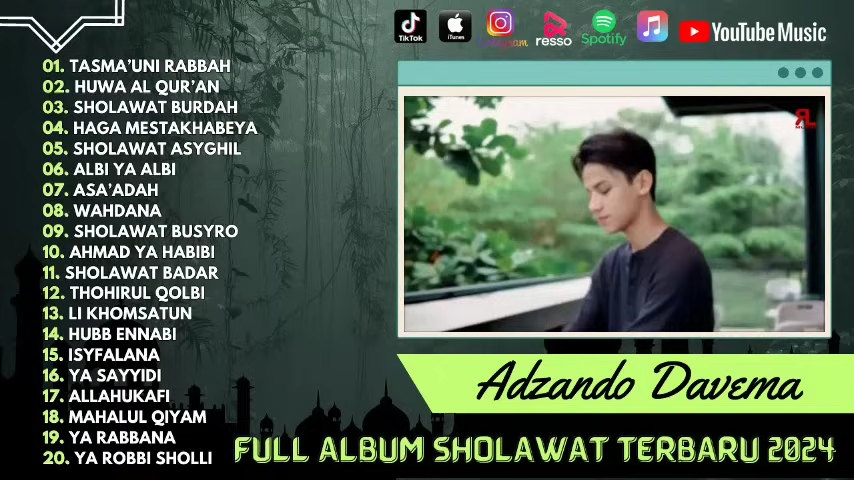 TikTok
iTunes
Instagram
resso
Spotify
YouTube Music
01. TASMA'UNI RABBAH
02. HUWA AL QUR'AN
03. SHOLAWAT BURDAH
04. HAGA MESTAKHABEYA
05. SHOLAWAT ASYGHIL
06. ALBI YA ALBI
07. ASA'ADAH
08. WAHDANA
09. SHOLAWAT BUSYRO
10. AHMAD YA HABIBI
11. SHOLAWAT BADAR
12. THOHIRUL QOLBI
13. LI KHOMSATUN
14. HUBB ENNABI
15. ISYFALANA
16. YA SAYYIDI
17. ALLAHUKAFI
18. MAHALUL QIYAM
19. YA RABBANA
20. YA ROBBI SHOLLI
RL
Adzando Davema
FULL ALBUM SHOLAWAT TERBARU 2024